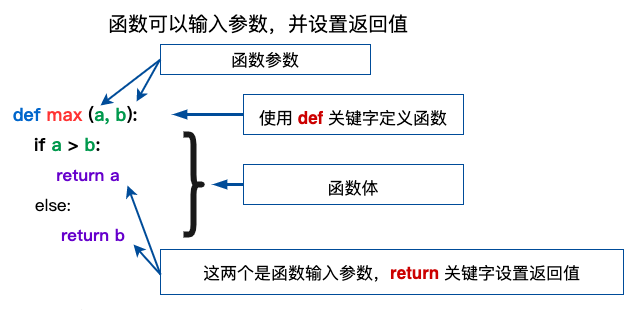 函数可以输入参数，并设置返回值
函数参数
def max (a, b):
使用 def 关键字定义函数
if a > b:
return a
函数体
else:
return b
这两个是函数输入参数，return 关键字设置返回值